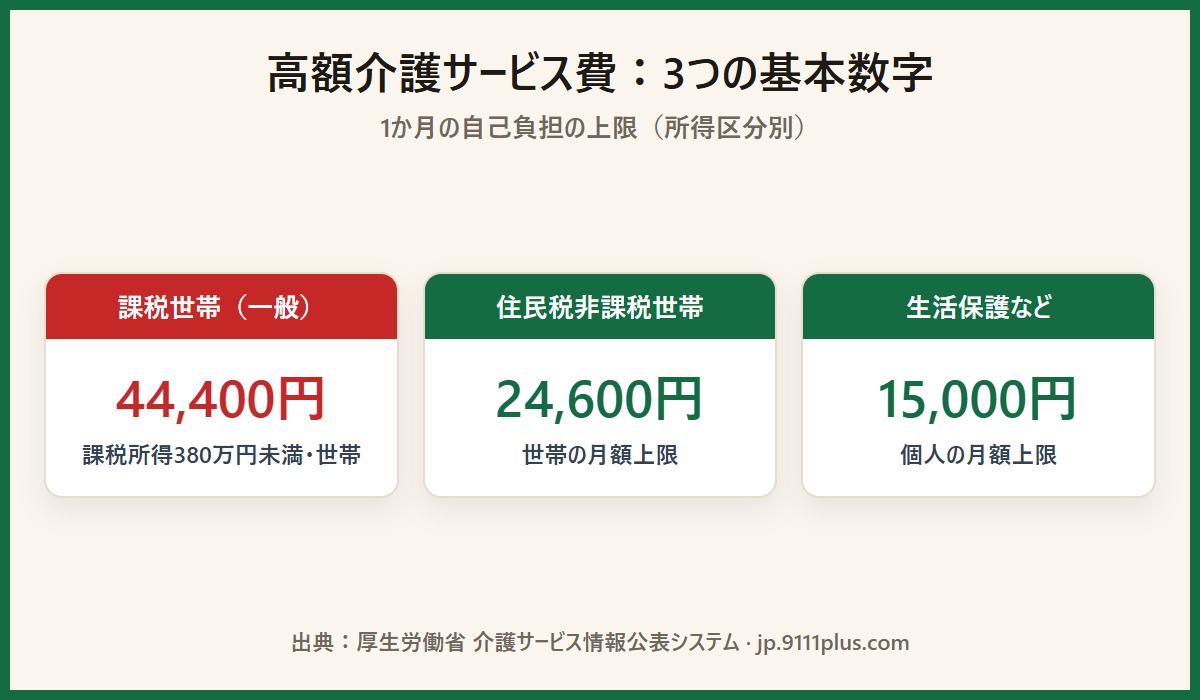 高額介護サービス費：3つの基本数字
1か月の自己負担の上限（所得区分別）
課税世帯（一般）
44,400円
課税所得380万円未満・世帯
住民税非課税世帯
24,600円
世帯の月額上限
生活保護など
15,000円
個人の月額上限
出典：厚生労働省 介護サービス情報公表システム · jp.9111plus.com